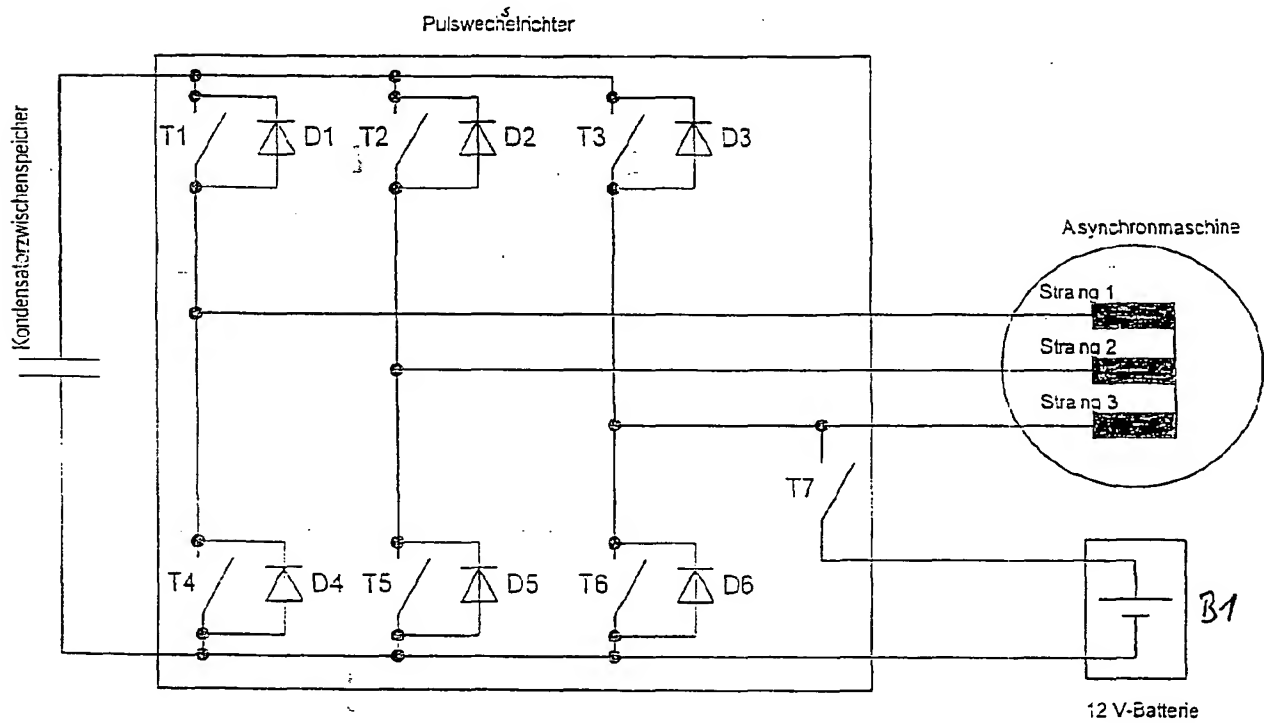 Pulswechselrichter
Kondensatorzwischenspeicher
T1
D1
T2
D2
T3
D3
Asynchronmaschine
Strang 1
Strang 2
Strang 3
T7
T4
D4
T5
D5
T6
D6
B1
12 V-Batterie